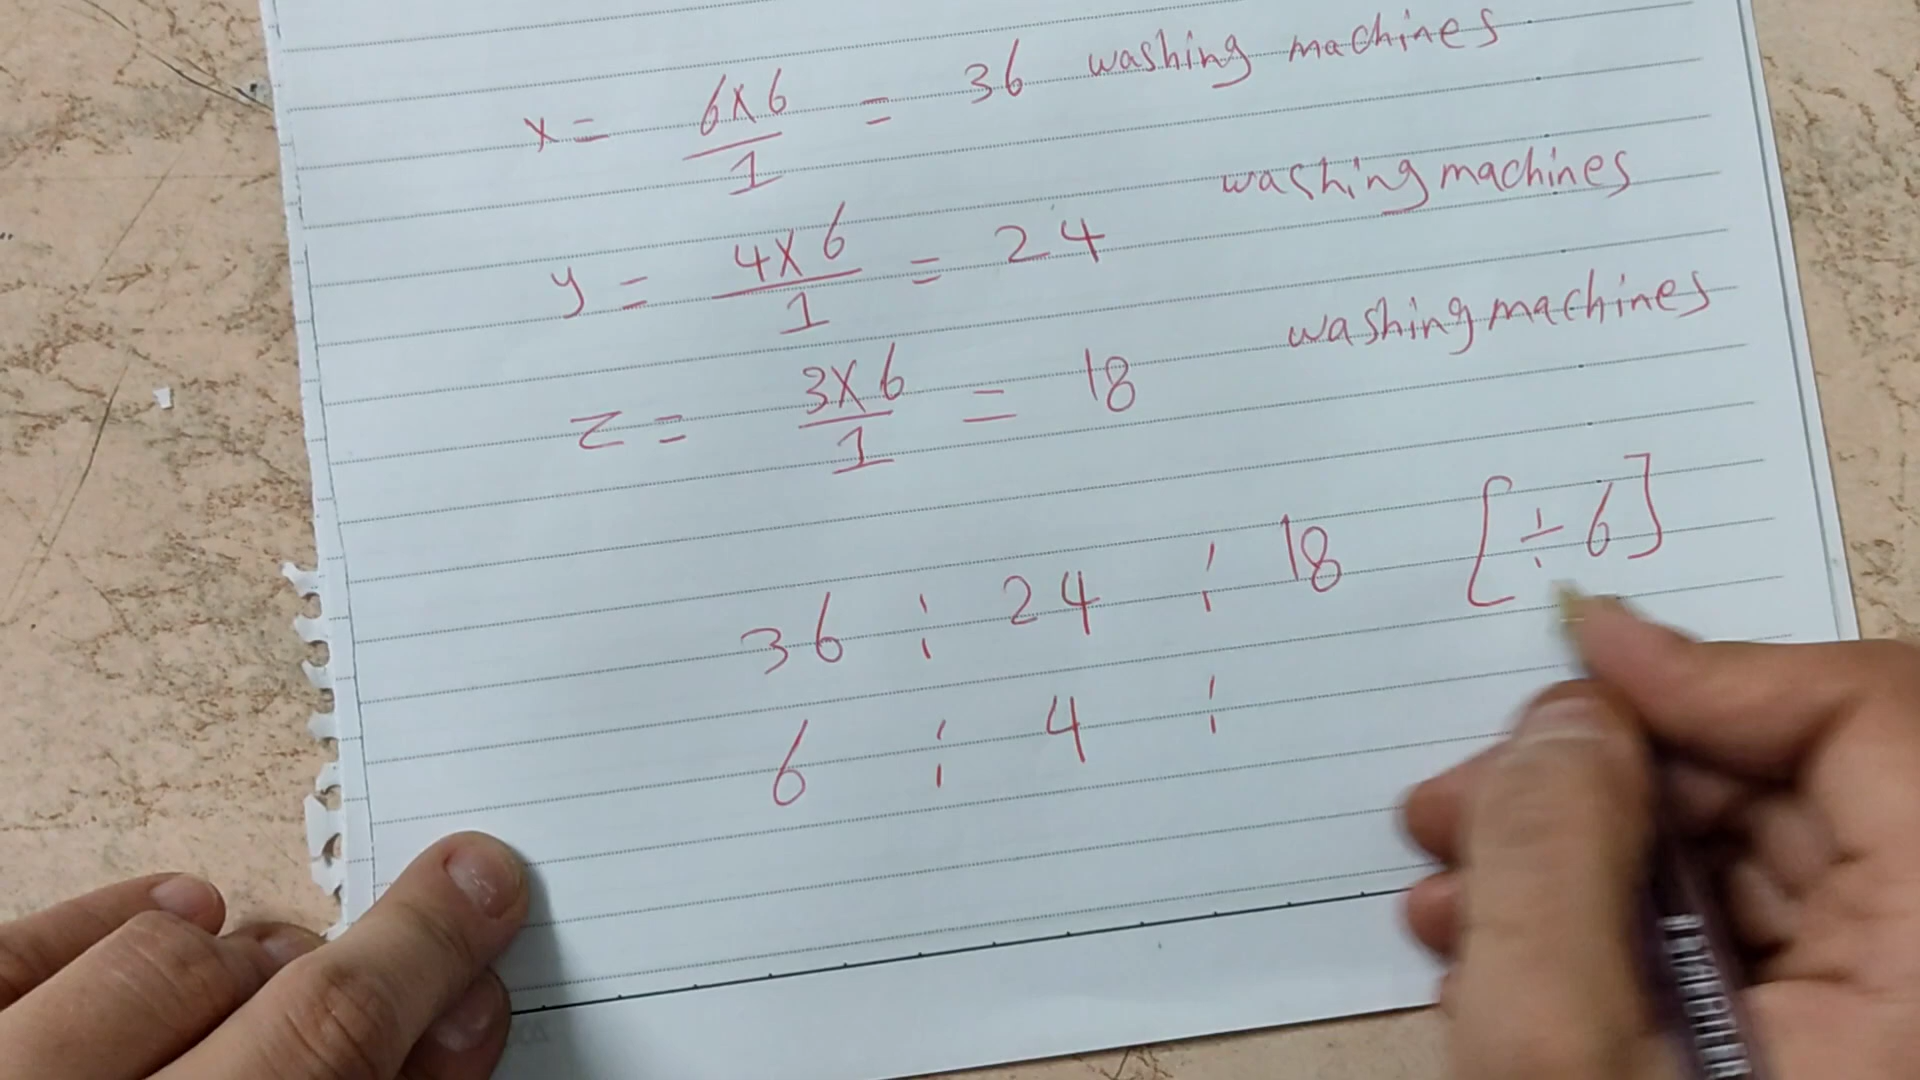 x = 6x6/1 = 36 washing machines
y = 4x6/1 = 24 washing machines
z = 3x6/1 = 18 washing machines
36 : 24 : 18 [÷6]
6 : 4 :